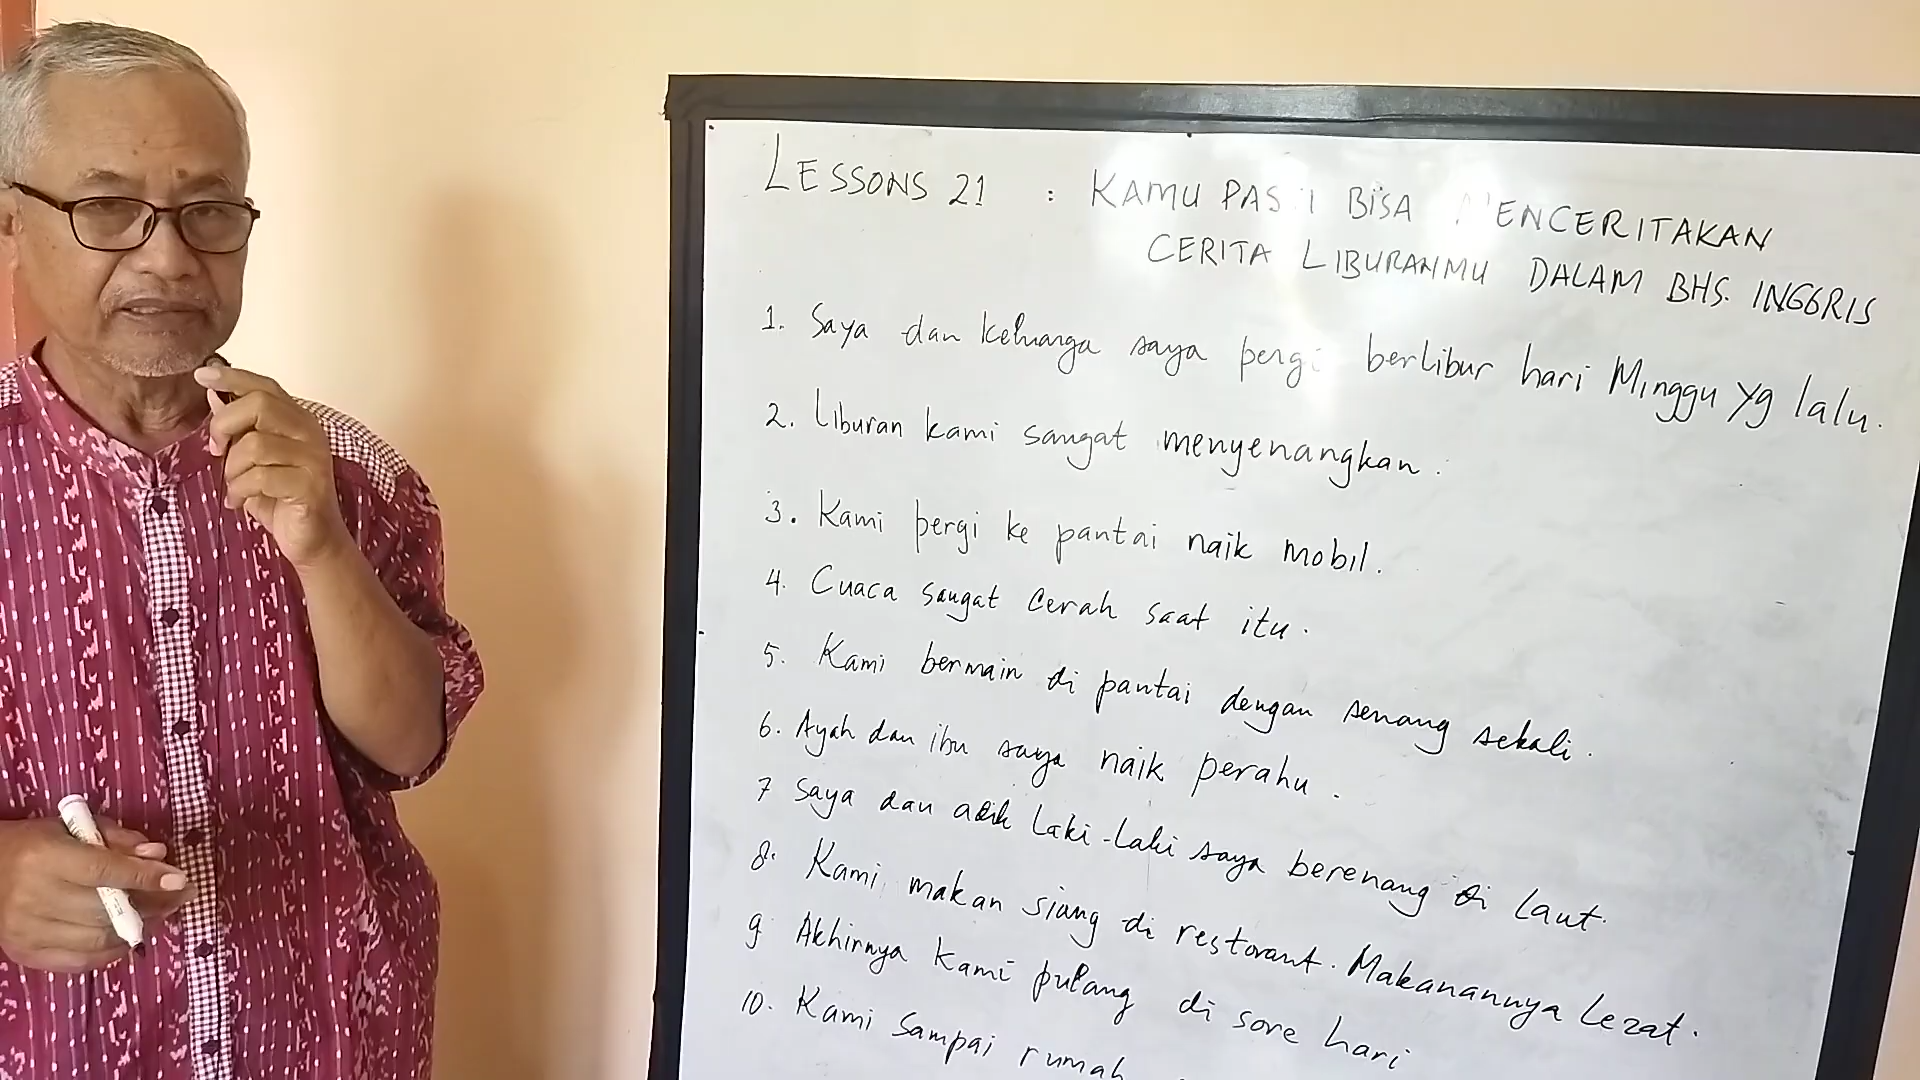 LESSONS 21 : KAMU PASTI BISA MENCERITAKAN
CERITA LIBURANMU DALAM BHS. INGGRIS
1. Saya dan keluarga saya pergi berlibur hari Minggu yg lalu.
2. Liburan kami sangat menyenangkan.
3. Kami pergi ke pantai naik mobil.
4. Cuaca sangat cerah saat itu.
5. Kami bermain di pantai dengan senang sekali.
6. Ayah dan ibu saya naik perahu.
7 Saya dan adik laki-laki saya berenang di laut.
8. Kami makan siang di restorant. Makanannya lezat.
9 Akhirnya kami pulang di sore hari
10. Kami sampai rumah